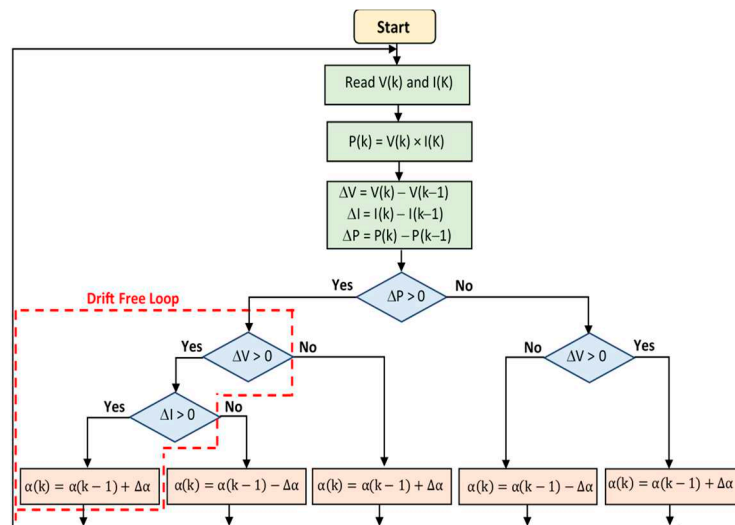 Start
Read V(k) and I(K)
P(k) = V(k) × I(K)
ΔV = V(k) − V(k−1)
ΔI = I(k) − I(k−1)
ΔP = P(k) − P(k−1)
Yes
ΔP > 0
No
Drift Free Loop
Yes
ΔV > 0
No
No
ΔV > 0
Yes
Yes
ΔI > 0
No
α(k) = α(k − 1) + Δα
α(k) = α(k − 1) − Δα
α(k) = α(k − 1) + Δα
α(k) = α(k − 1) − Δα
α(k) = α(k − 1) + Δα